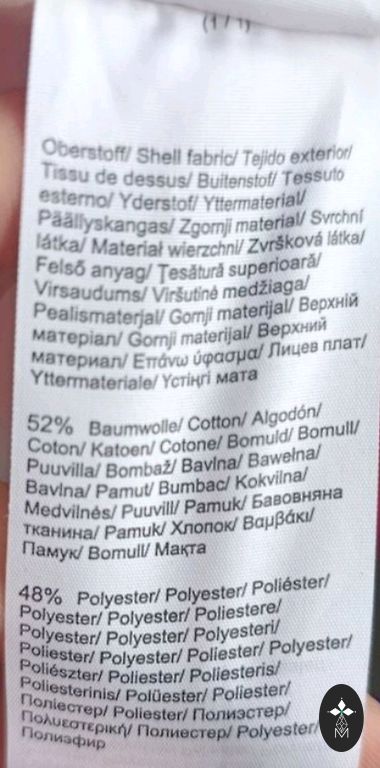 (1 / 1)
Oberstoff/ Shell fabric/ Tejido exterior/
Tissu de dessus/ Buitenstof/ Tessuto
esterno/ Yderstof/ Yttermaterial/
Päällyskangas/ Zgornji material/ Svrchní
látka/ Materiał wierzchni/ Zvršková látka/
Felső anyag/ Țesătură superioară/
Virsaudums/ Viršutinė medžiaga/
Pealismaterjal/ Gornji materijal/ Верхній
матеріал/ Gornji materijal/ Верхний
материал/ Επάνω ύφασμα/ Лицев плат/
Yttermateriale/ Үстіңгі мата
52% Baumwolle/ Cotton/ Algodón/
Coton/ Katoen/ Cotone/ Bomuld/ Bomull/
Puuvilla/ Bombaž/ Bavlna/ Bawełna/
Bavlna/ Pamut/ Bumbac/ Kokvilna/
Medvilnės/ Puuvill/ Pamuk/ Бавовняна
тканина/ Pamuk/ Хлопок/ Βαμβάκι/
Памук/ Bomull/ Мақта
48% Polyester/ Polyester/ Poliéster/
Polyester/ Polyester/ Poliestere/
Polyester/ Polyester/ Polyesteri/
Poliester/ Polyester/ Poliester/ Polyester/
Poliészter/ Poliester/ Poliesteris/
Poliesterinis/ Polüester/ Poliester/
Поліестер/ Poliester/ Полиэстер/
Πολυεστερική/ Полиестер/ Polyester/
Полиэфир
M